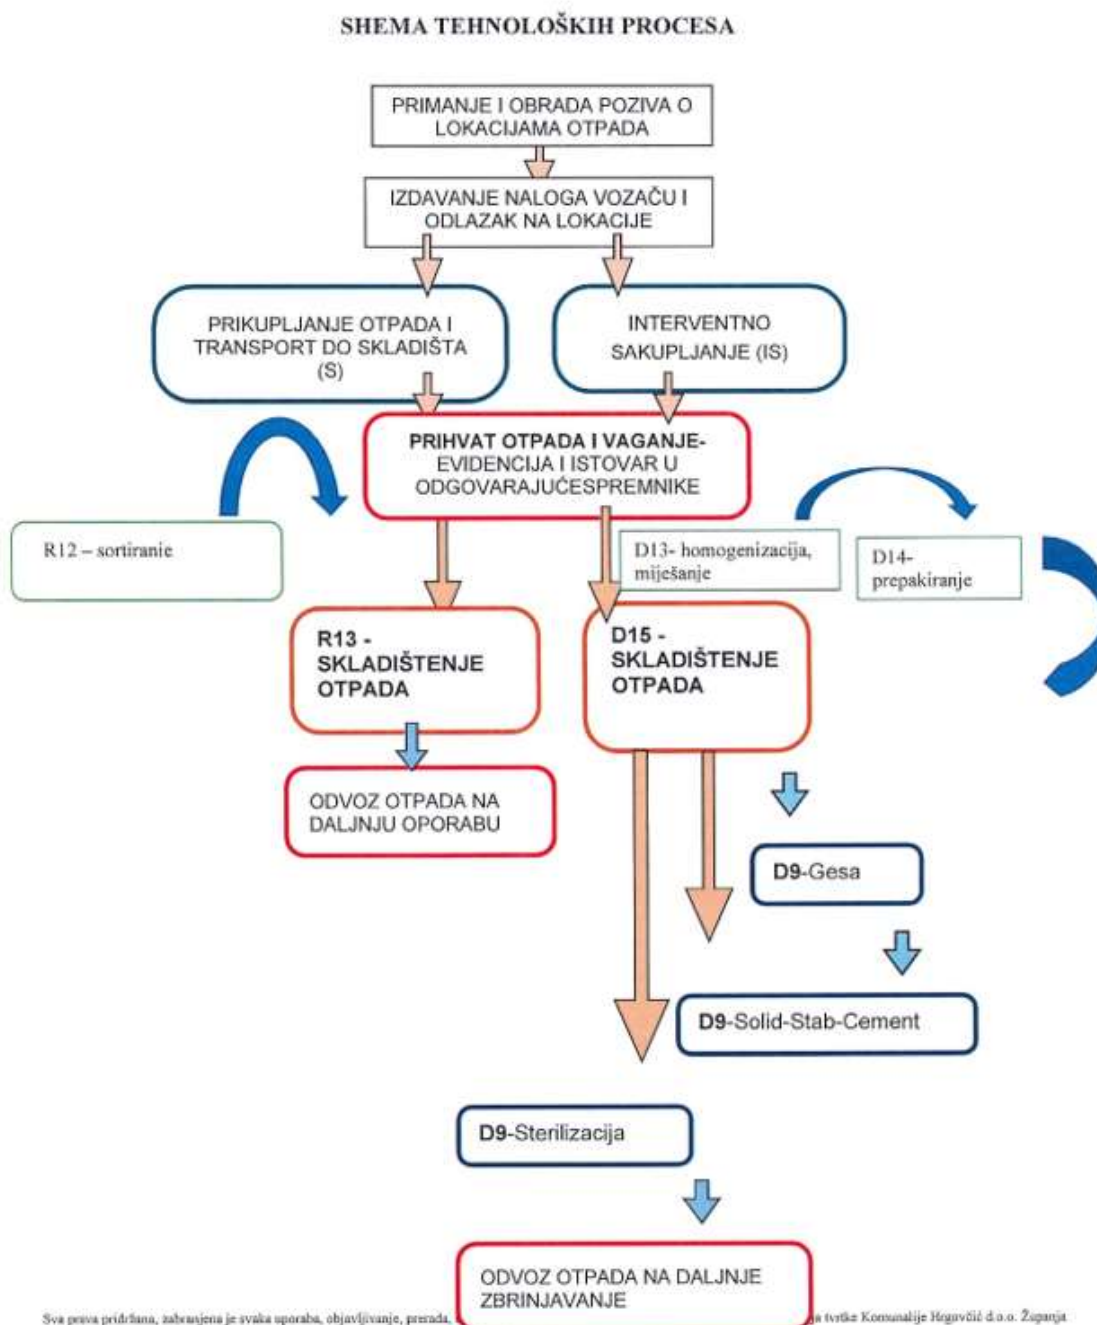 SHEMA TEHNOLOŠKIH PROCESA
PRIMANJE I OBRADA POZIVA O
LOKACIJAMA OTPADA
IZDAVANJE NALOGA VOZAČU I
ODLAZAK NA LOKACIJE
PRIKUPLJANJE OTPADA I
TRANSPORT DO SKLADIŠTA
(S)
INTERVENTNO
SAKUPLJANJE (IS)
PRIHVAT OTPADA I VAGANJE-
EVIDENCIJA I ISTOVAR U
ODGOVARAJUĆESPREMNIKE
R12 – sortiranje
D13- homogenizacija,
miješanje
D14-
prepakiranje
R13 -
SKLADIŠTENJE
OTPADA
D15 -
SKLADIŠTENJE
OTPADA
ODVOZ OTPADA NA
DALJNJU OPORABU
D9-Gesa
D9-Solid-Stab-Cement
D9-Sterilizacija
ODVOZ OTPADA NA DALJNJE
ZBRINJAVANJE
Sva prava pridržana, zabranjena je svaka uporaba, objavljivanje, prerada, tvrtke Komunalije Hrgovčić d.o.o. Županja